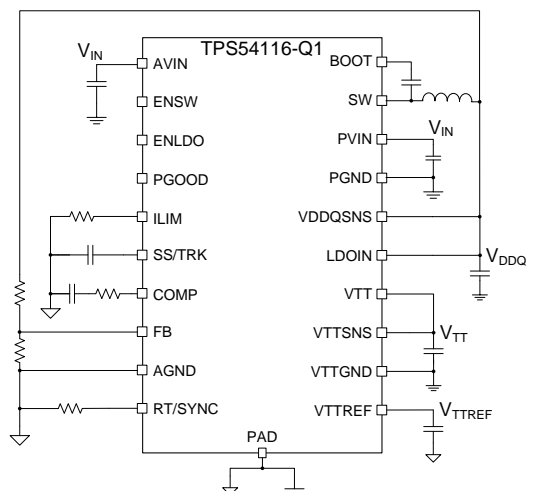 TPS54116-Q1
V_IN
AVIN
ENSW
ENLDO
PGOOD
ILIM
SS/TRK
COMP
FB
AGND
RT/SYNC
PAD
BOOT
SW
PVIN
V_IN
PGND
VDDQSNS
LDOIN
V_DDQ
VTT
VTTSNS
V_TT
VTTGND
VTTREF
V_TTREF